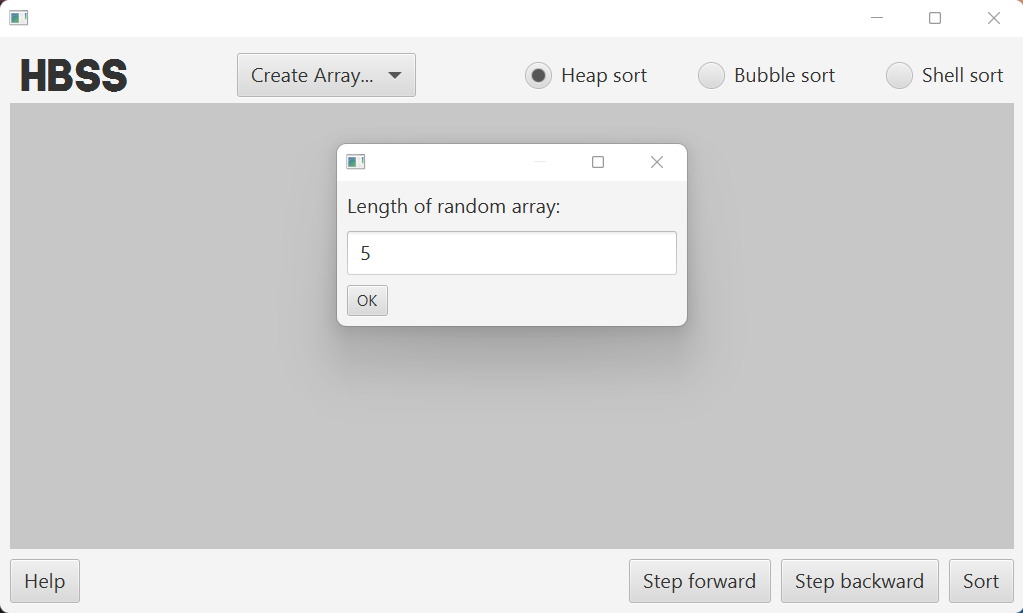 HBSS
Create Array...
Heap sort
Bubble sort
Shell sort
Length of random array:
5
OK
Help
Step forward
Step backward
Sort